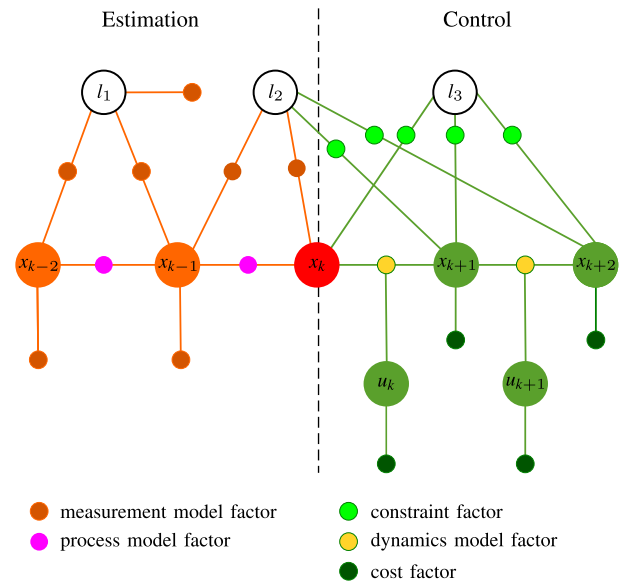 Estimation Control
l₁ l₂ l₃
xₖ₋₂ xₖ₋₁ xₖ xₖ₊₁ xₖ₊₂
uₖ uₖ₊₁
measurement model factor
process model factor
constraint factor
dynamics model factor
cost factor